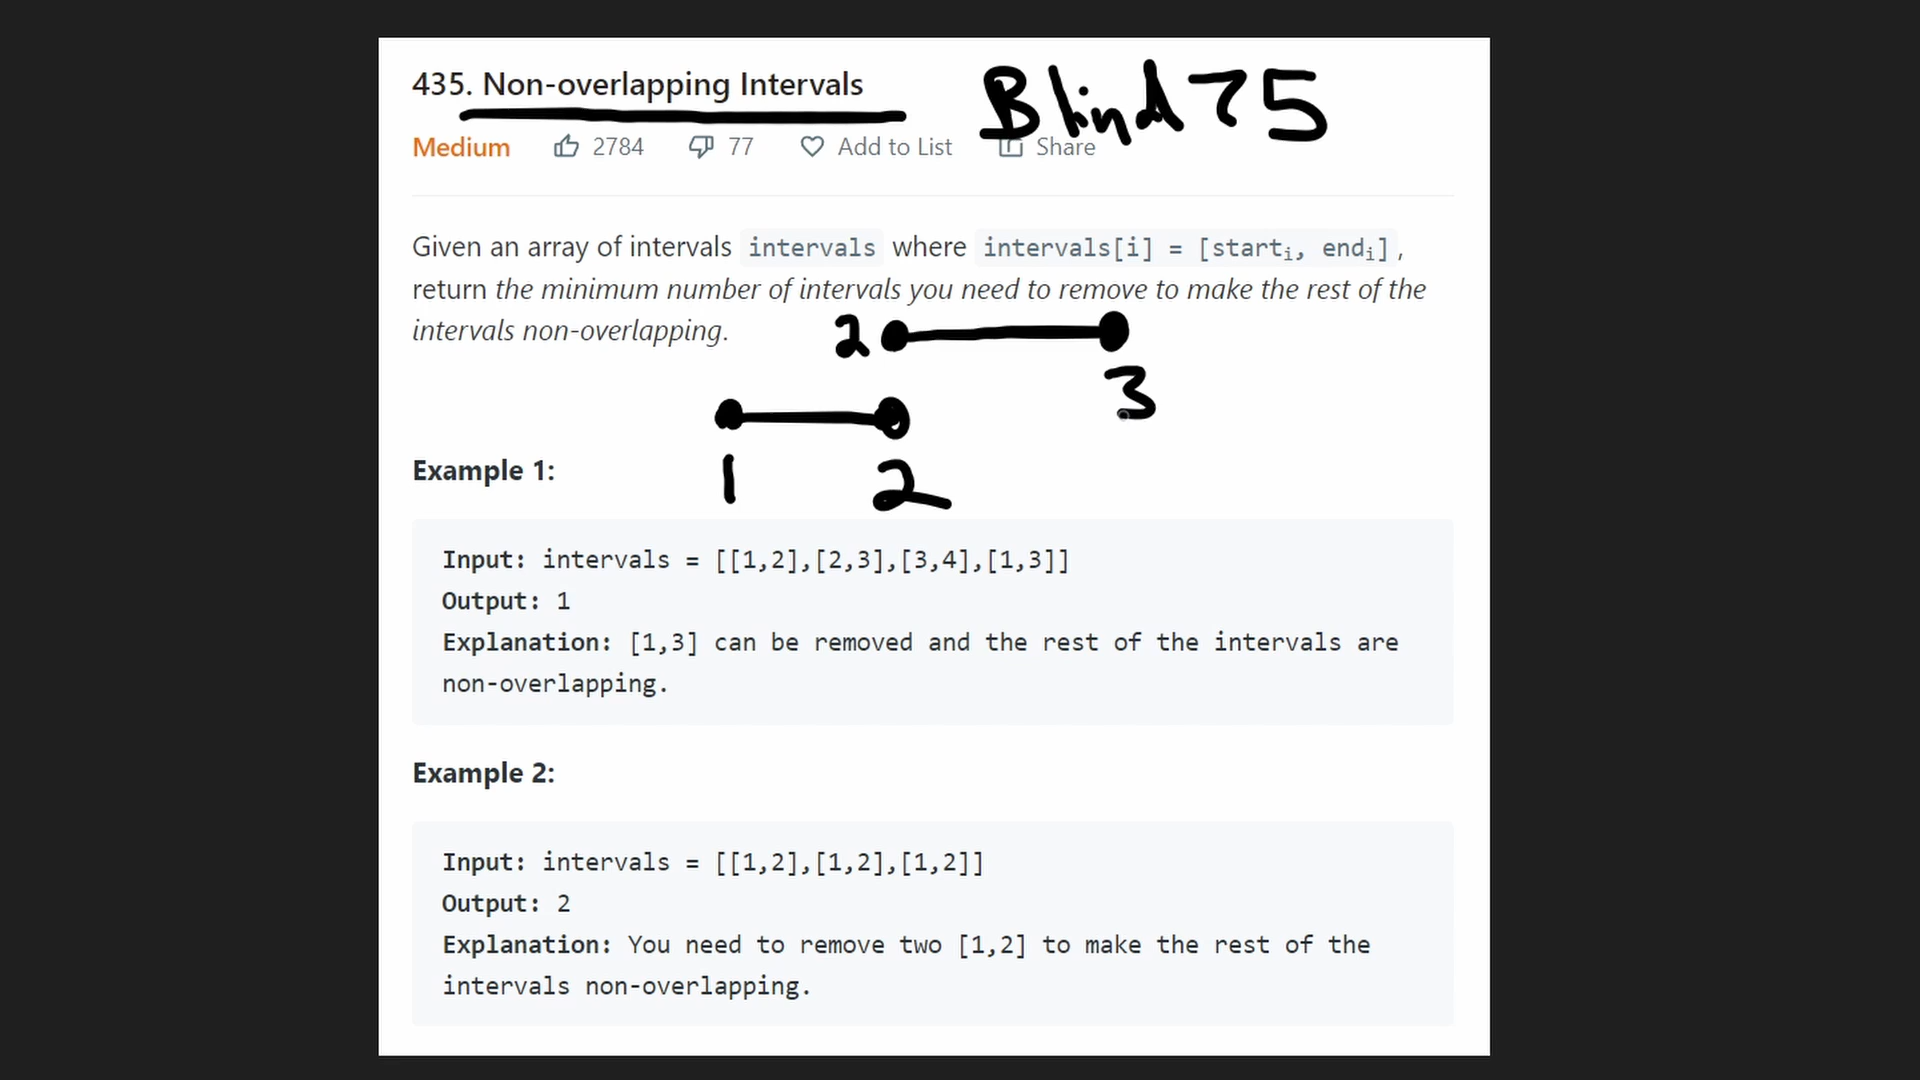 435. Non-overlapping Intervals
Blind 75
Medium 2784 77 Add to List Share
Given an array of intervals intervals where intervals[i] = [starti, endi],
return the minimum number of intervals you need to remove to make the rest of the
intervals non-overlapping.
2
3
1 2
Example 1:
Input: intervals = [[1,2],[2,3],[3,4],[1,3]]
Output: 1
Explanation: [1,3] can be removed and the rest of the intervals are
non-overlapping.
Example 2:
Input: intervals = [[1,2],[1,2],[1,2]]
Output: 2
Explanation: You need to remove two [1,2] to make the rest of the
intervals non-overlapping.